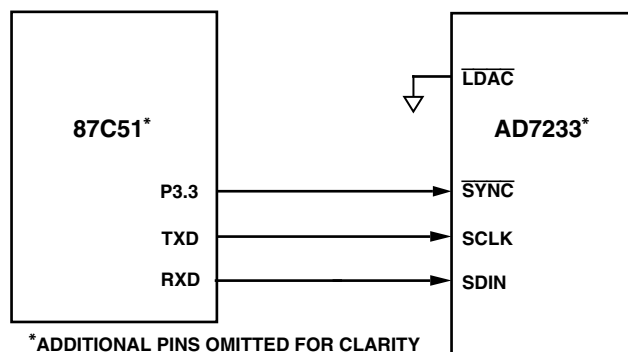 LDAC
87C51*
AD7233*
P3.3
SYNC
TXD
SCLK
RXD
SDIN
*ADDITIONAL PINS OMITTED FOR CLARITY